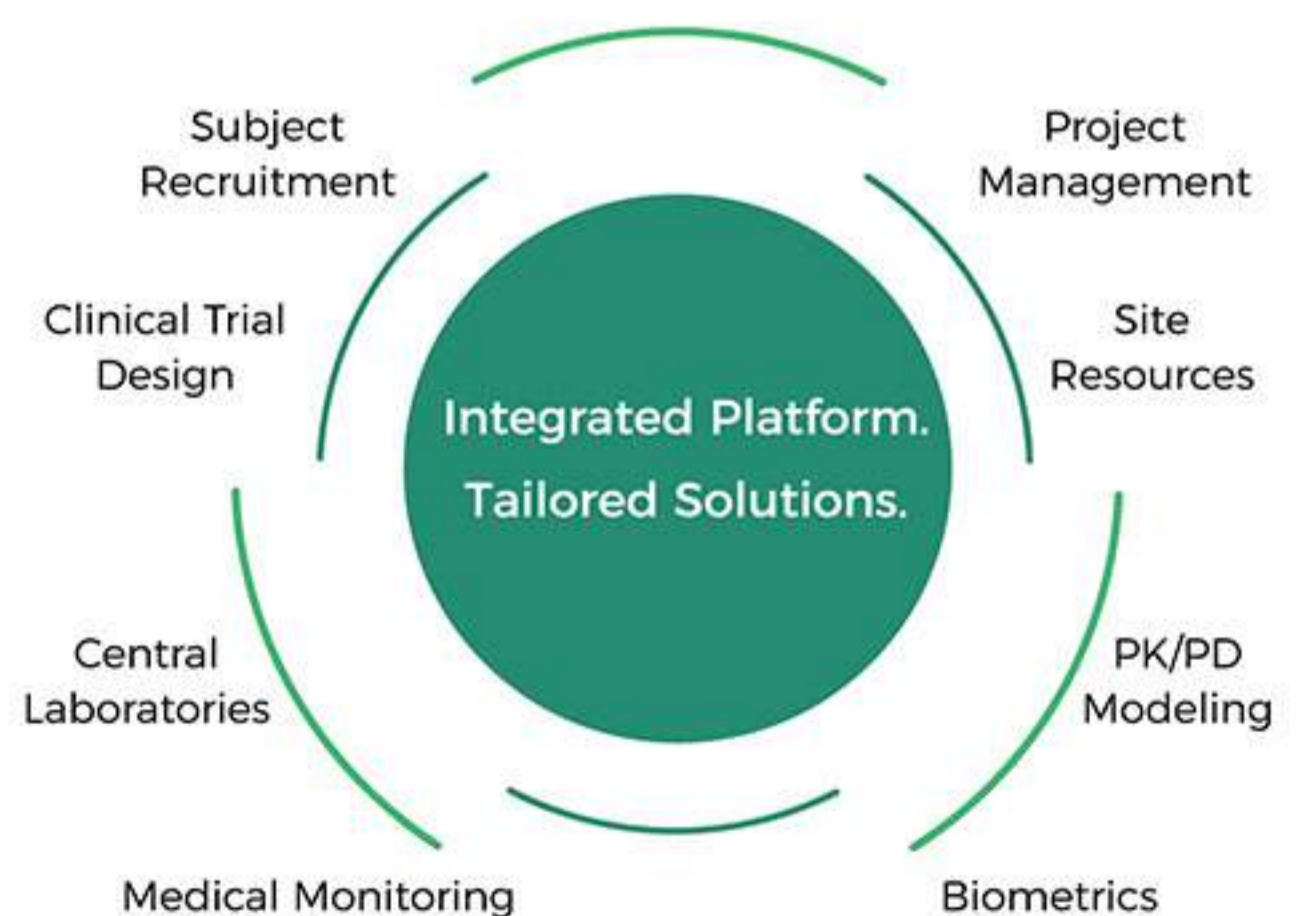 Subject
Recruitment
Project
Management
Clinical Trial
Design
Site
Resources
Integrated Platform.
Tailored Solutions.
Central
Laboratories
PK/PD
Modeling
Medical Monitoring
Biometrics